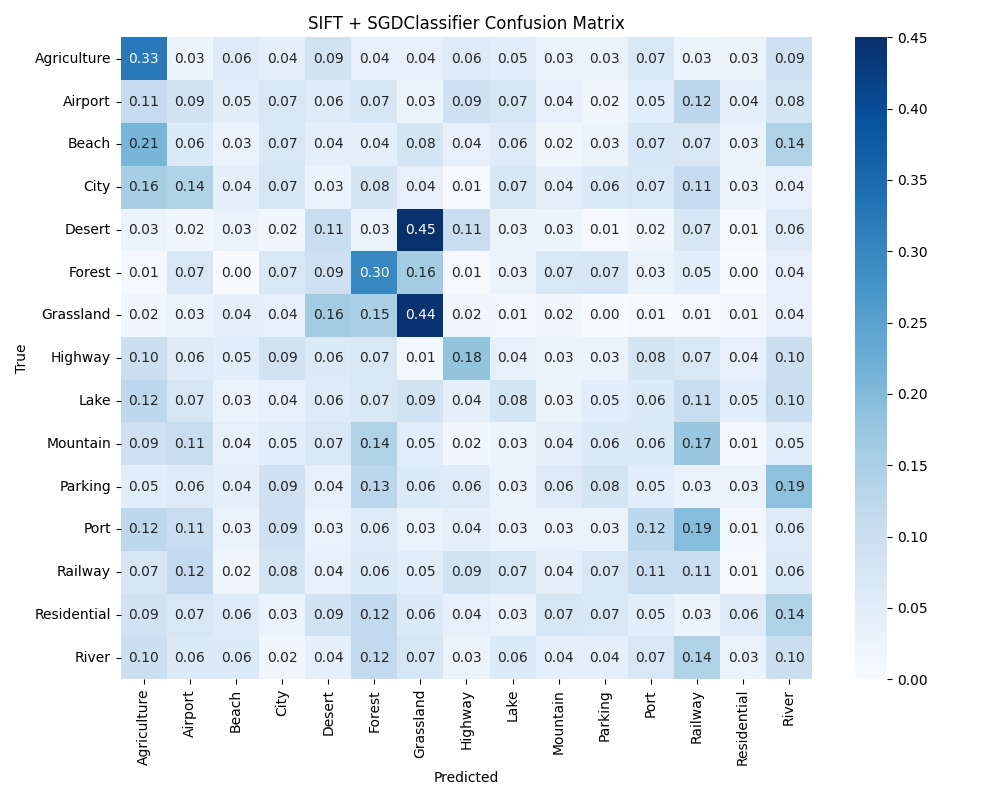 SIFT + SGDClassifier Confusion Matrix
Agriculture 0.33 0.03 0.06 0.04 0.09 0.04 0.04 0.06 0.05 0.03 0.03 0.07 0.03 0.03 0.09
Airport 0.11 0.09 0.05 0.07 0.06 0.07 0.03 0.09 0.07 0.04 0.02 0.05 0.12 0.04 0.08
Beach 0.21 0.06 0.03 0.07 0.04 0.04 0.08 0.04 0.06 0.02 0.03 0.07 0.07 0.03 0.14
City 0.16 0.14 0.04 0.07 0.03 0.08 0.04 0.01 0.07 0.04 0.06 0.07 0.11 0.03 0.04
Desert 0.03 0.02 0.03 0.02 0.11 0.03 0.45 0.11 0.03 0.03 0.01 0.02 0.07 0.01 0.06
Forest 0.01 0.07 0.00 0.07 0.09 0.30 0.16 0.01 0.03 0.07 0.07 0.03 0.05 0.00 0.04
Grassland 0.02 0.03 0.04 0.04 0.16 0.15 0.44 0.02 0.01 0.02 0.00 0.01 0.01 0.01 0.04
Highway 0.10 0.06 0.05 0.09 0.06 0.07 0.01 0.18 0.04 0.03 0.03 0.08 0.07 0.04 0.10
Lake 0.12 0.07 0.03 0.04 0.06 0.07 0.09 0.04 0.08 0.03 0.05 0.06 0.11 0.05 0.10
Mountain 0.09 0.11 0.04 0.05 0.07 0.14 0.05 0.02 0.03 0.04 0.06 0.06 0.17 0.01 0.05
Parking 0.05 0.06 0.04 0.09 0.04 0.13 0.06 0.06 0.03 0.06 0.08 0.05 0.03 0.03 0.19
Port 0.12 0.11 0.03 0.09 0.03 0.06 0.03 0.04 0.03 0.03 0.03 0.12 0.19 0.01 0.06
Railway 0.07 0.12 0.02 0.08 0.04 0.06 0.05 0.09 0.07 0.04 0.07 0.11 0.11 0.01 0.06
Residential 0.09 0.07 0.06 0.03 0.09 0.12 0.06 0.04 0.03 0.07 0.07 0.05 0.03 0.06 0.14
River 0.10 0.06 0.06 0.02 0.04 0.12 0.07 0.03 0.06 0.04 0.04 0.07 0.14 0.03 0.10
True
Agriculture Airport Beach City Desert Forest Grassland Highway Lake Mountain Parking Port Railway Residential River
Predicted
0.45
0.40
0.35
0.30
0.25
0.20
0.15
0.10
0.05
0.00